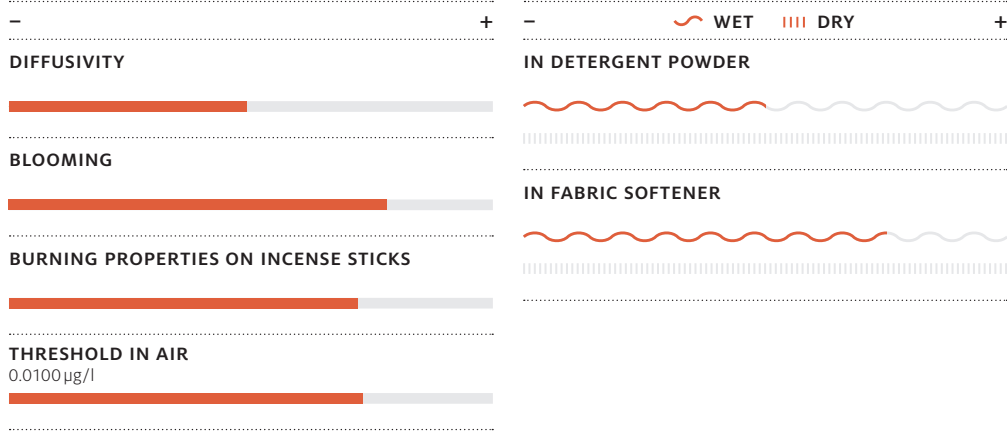 – +
DIFFUSIVITY
BLOOMING
BURNING PROPERTIES ON INCENSE STICKS
THRESHOLD IN AIR
0.0100 µg/l
– WET DRY +
IN DETERGENT POWDER
IN FABRIC SOFTENER